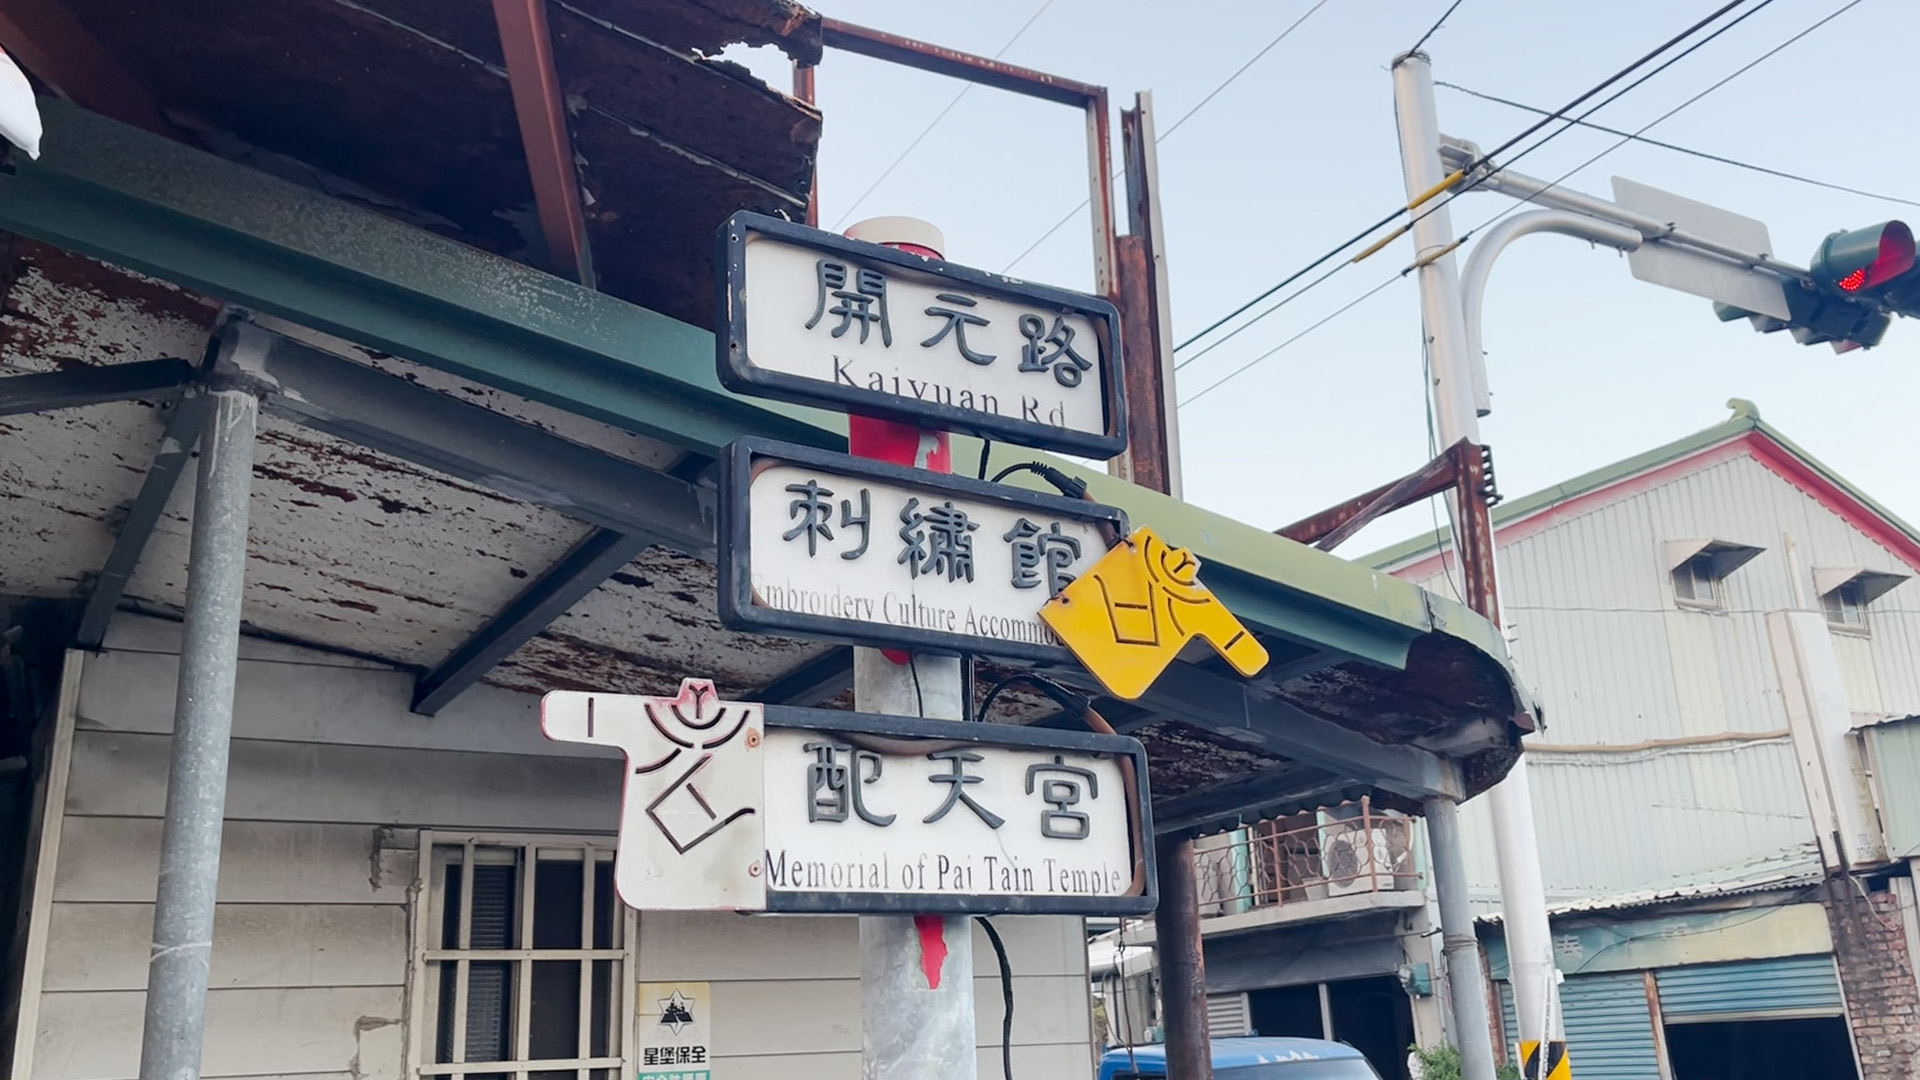 開元路
Kaiyuan Rd
刺繡館
Embroidery Culture Accommo
配天宮
Memorial of Pai Tain Temple
星堡保全